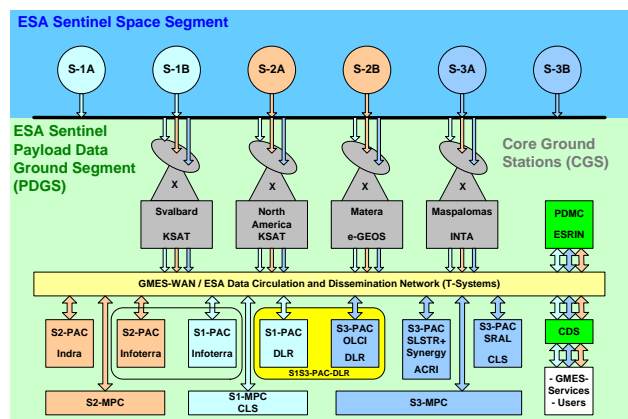 ESA Sentinel Space Segment
S-1A
S-1B
S-2A
S-2B
S-3A
S-3B
ESA Sentinel
Payload Data
Ground Segment
(PDGS)
Core Ground
Stations (CGS)
X
X
X
X
Svalbard
KSAT
North
America
KSAT
Matera
e-GEOS
Maspalomas
INTA
PDMC
ESRIN
GMES-WAN / ESA Data Circulation and Dissemination Network (T-Systems)
S2-PAC
Indra
S2-PAC
Infoterra
S1-PAC
Infoterra
S1-PAC
DLR
S3-PAC
OLCI
DLR
S1S3-PAC-DLR
S3-PAC
SLSTR+
Synergy
ACRI
S3-PAC
SRAL
CLS
CDS
S2-MPC
S1-MPC
CLS
S3-MPC
- GMES-
Services
- Users